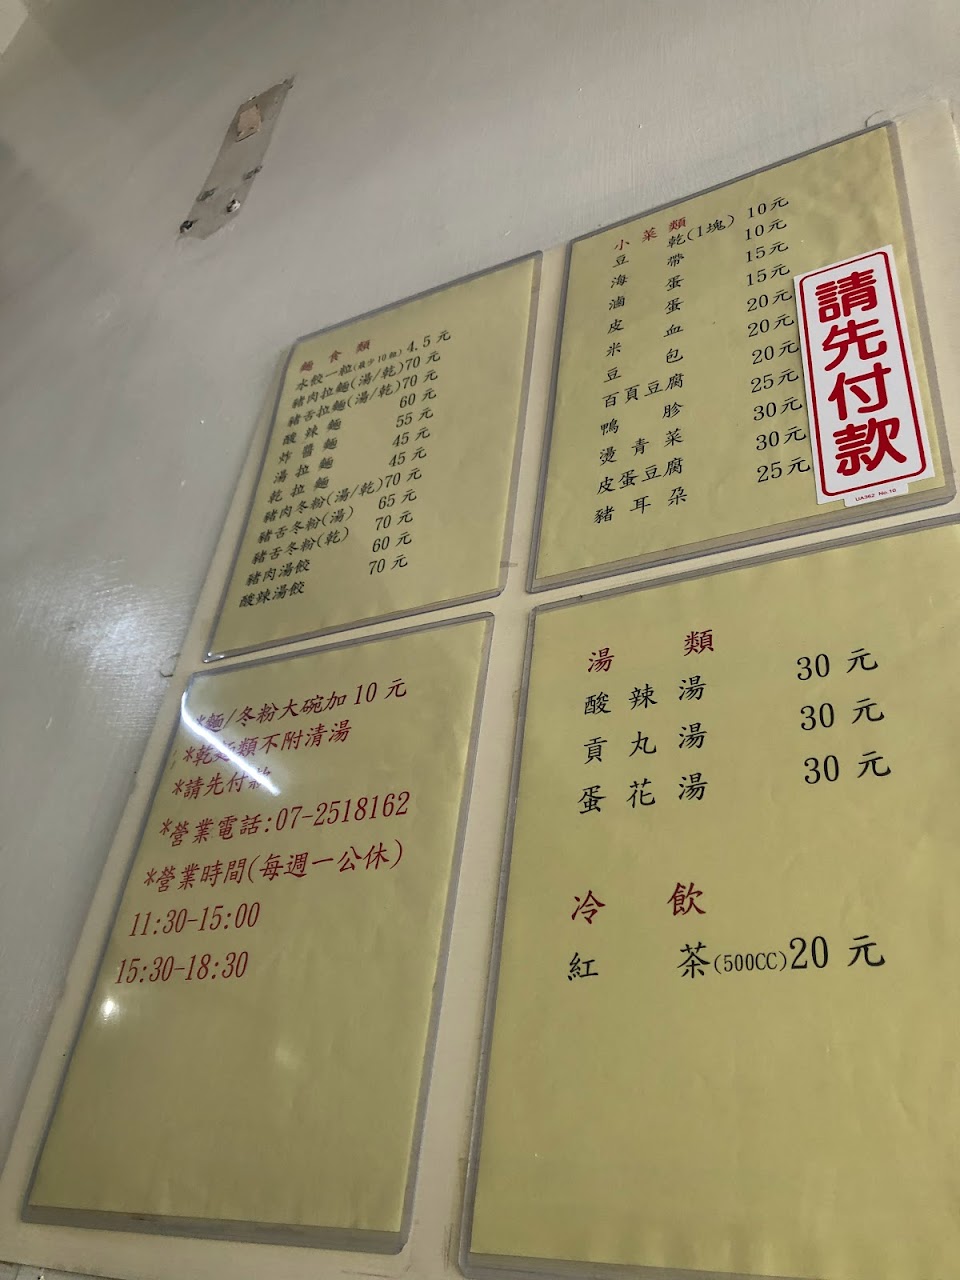 麵食類
水餃一粒(最少10粒) 4.5元
豬肉拉麵(湯/乾)70元
豬舌拉麵(湯/乾)70元
酸辣麵 60元
炸醬麵 55元
湯拉麵 45元
乾拉麵 45元
豬肉冬粉(湯/乾)70元
豬舌冬粉(湯) 65元
豬舌冬粉(乾) 70元
豬肉湯餃 60元
酸辣湯餃 70元
小菜類
豆乾(1塊) 10元
海帶 10元
滷蛋 15元
皮蛋 15元
米血 20元
豆包 20元
百頁豆腐 20元
鴨胗 25元
燙青菜 30元
皮蛋豆腐 30元
豬耳朵 25元
請先付款
UA362 No.10
*麵/冬粉大碗加10元
*乾麵類不附清湯
*請先付款
*營業電話:07-2518162
*營業時間(每週一公休)
11:30-15:00
15:30-18:30
湯類
酸辣湯 30元
貢丸湯 30元
蛋花湯 30元
冷飲
紅茶(500CC)20元